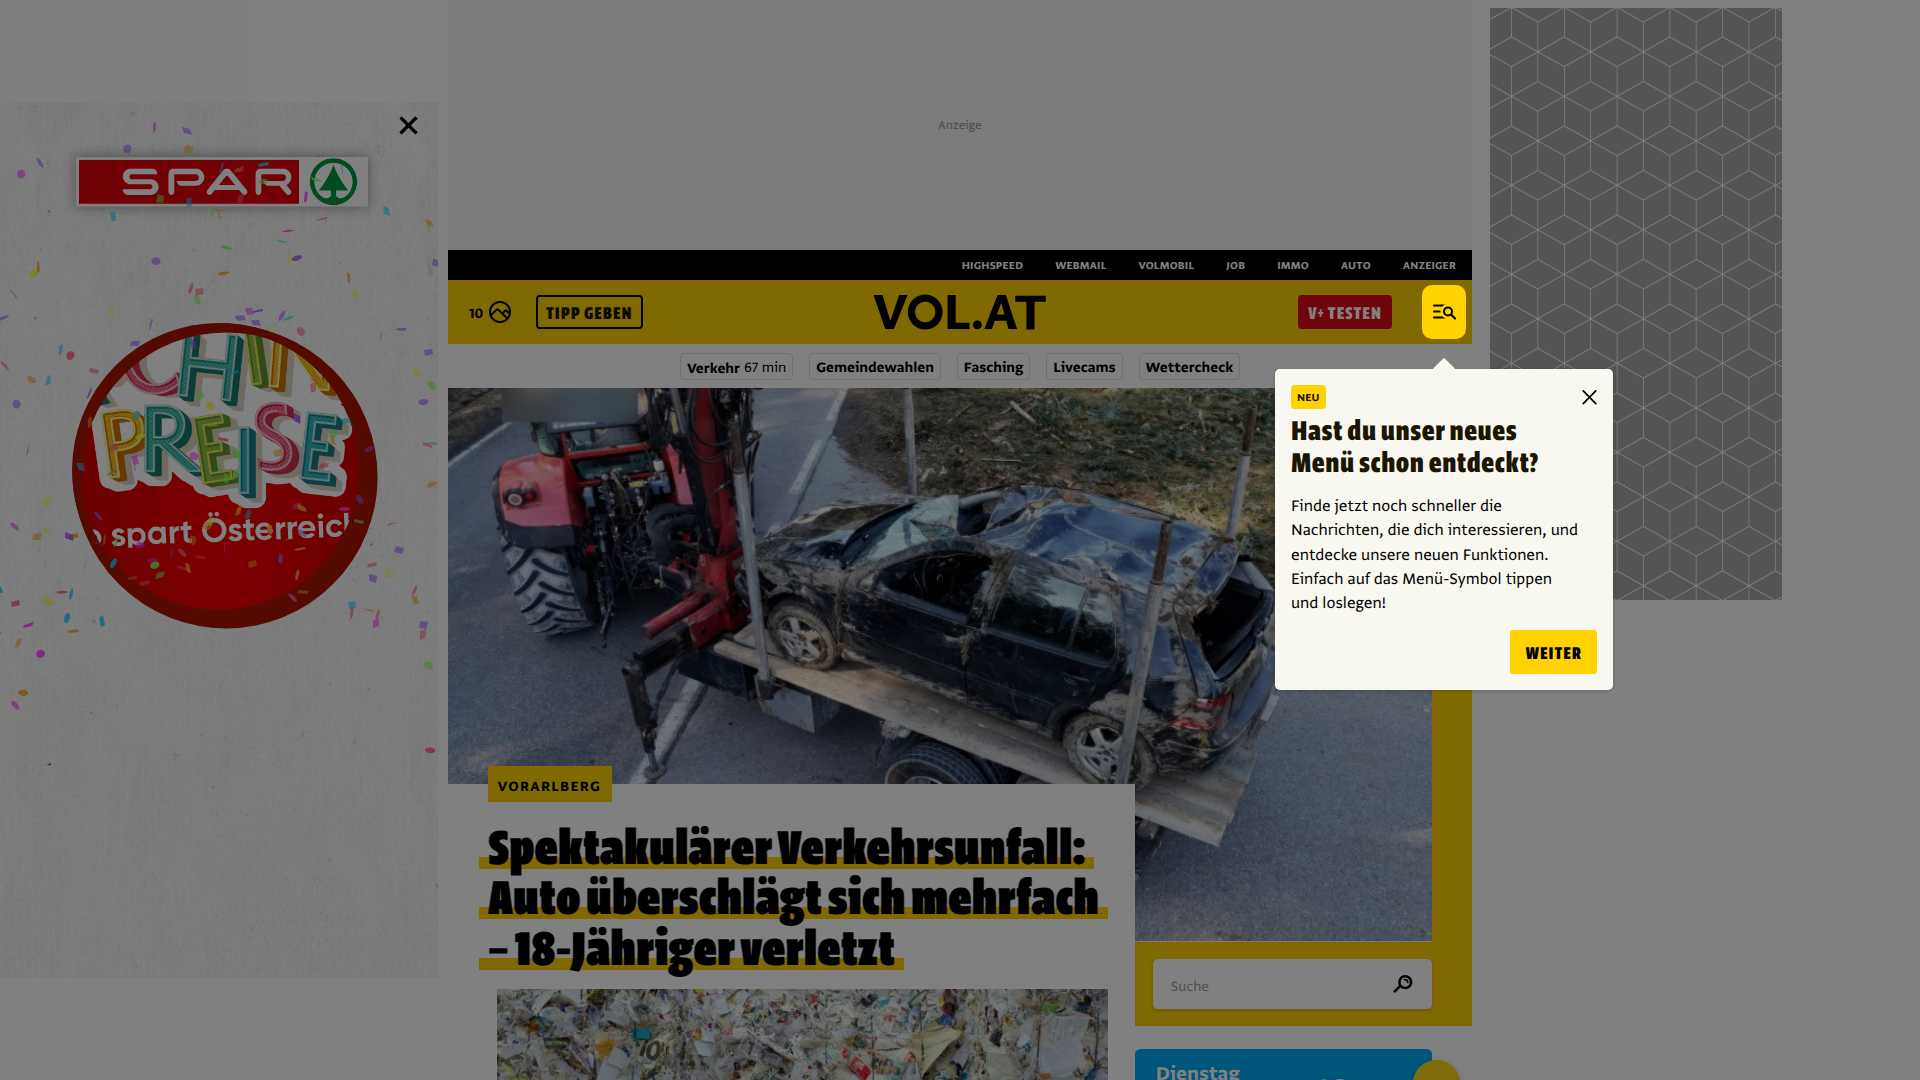 Anzeige
SPAR
PREISE
spart Österreich
HIGHSPEED WEBMAIL VOLMOBIL JOB IMMO AUTO ANZEIGER
10 TIPP GEBEN VOL.AT V+ TESTEN
Verkehr 67 min Gemeindewahlen Fasching Livecams Wettercheck
NEU
Hast du unser neues
Menü schon entdeckt?
Finde jetzt noch schneller die
Nachrichten, die dich interessieren, und
entdecke unsere neuen Funktionen.
Einfach auf das Menü-Symbol tippen
und loslegen!
WEITER
VORARLBERG
Spektakulärer Verkehrsunfall:
Auto überschlägt sich mehrfach
– 18-Jähriger verletzt
Suche
Dienstag